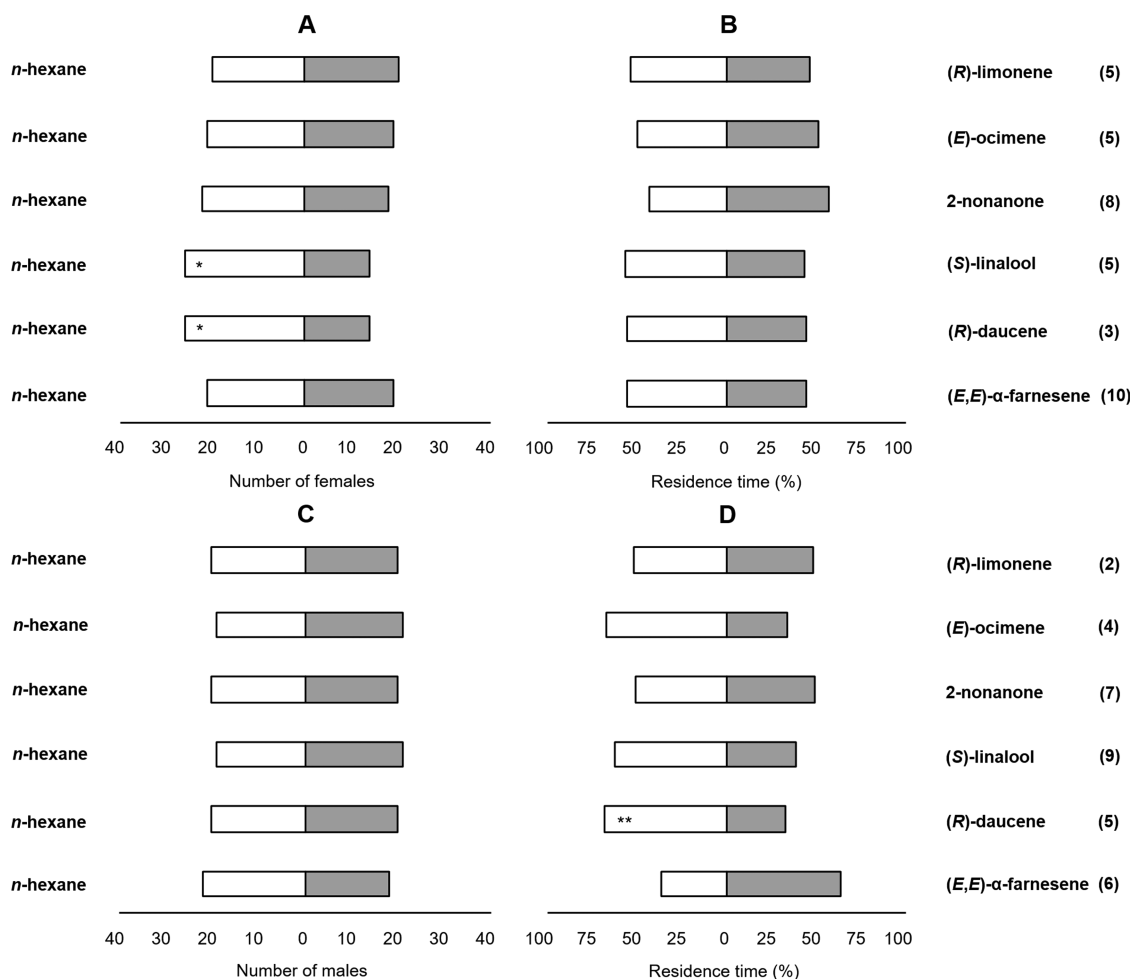 A B
n-hexane (R)-limonene (5)
n-hexane (E)-ocimene (5)
n-hexane 2-nonanone (8)
n-hexane * (S)-linalool (5)
n-hexane * (R)-daucene (3)
n-hexane (E,E)-α-farnesene (10)
40 30 20 10 0 10 20 30 40 100 75 50 25 0 25 50 75 100
Number of females Residence time (%)
C D
n-hexane (R)-limonene (2)
n-hexane (E)-ocimene (4)
n-hexane 2-nonanone (7)
n-hexane (S)-linalool (9)
n-hexane ** (R)-daucene (5)
n-hexane (E,E)-α-farnesene (6)
40 30 20 10 0 10 20 30 40 100 75 50 25 0 25 50 75 100
Number of males Residence time (%)